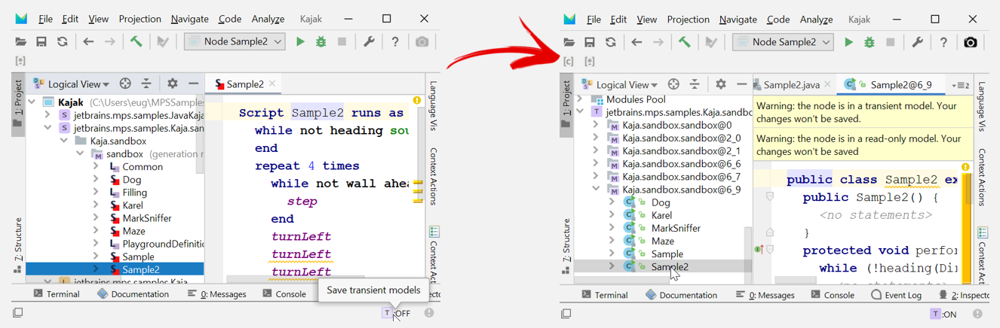 File Edit View Projection Navigate Code Analyze Kajak
Node Sample2
1: Project
Logical View
Sample2
Kajak (C:\Users\eug\MPSSamples
jetbrains.mps.samples.JavaKaja
jetbrains.mps.samples.Kaja.san
Kaja.sandbox
sandbox (generation r
Common
Dog
Filling
Karel
MarkSniffer
Maze
PlaygroundDefinitio
Sample
Sample2
jetbrains.mps.samples.Kaja
Script Sample2 runs as
while not heading sou
end
repeat 4 times
while not wall ahea
step
end
turnLeft
turnLeft
turnLeft
Language Vis
Context Actions
Context Acti
Z: Structure
Save transient models
Terminal Documentation 0: Messages Console
T :OFF
File Edit View Projection Navigate Code Analyze Kajak
Node Sample2
1: Project
Logical View
Sample2.java Sample2@6_9 2
Modules Pool
jetbrains.mps.samples.Kaja.sandbo
Kaja.sandbox.sandbox@0
Kaja.sandbox.sandbox@2_0
Kaja.sandbox.sandbox@2_1
Kaja.sandbox.sandbox@6_6
Kaja.sandbox.sandbox@6_7
Kaja.sandbox.sandbox@6_9
Dog
Karel
MarkSniffer
Maze
Sample
Sample2
Warning: the node is in a transient model. Your
changes won't be saved.
Warning: the node is in a read-only model. Your
changes won't be saved
public class Sample2 ex
public Sample2() {
<no statements>
}
protected void perfor
while (!heading(Dir
<no statements>
Language Vis
Context Actions
Context Acti
Z: Structure
Terminal Documentation 0: Messages Console Event Log 2: Inspecto
T :ON